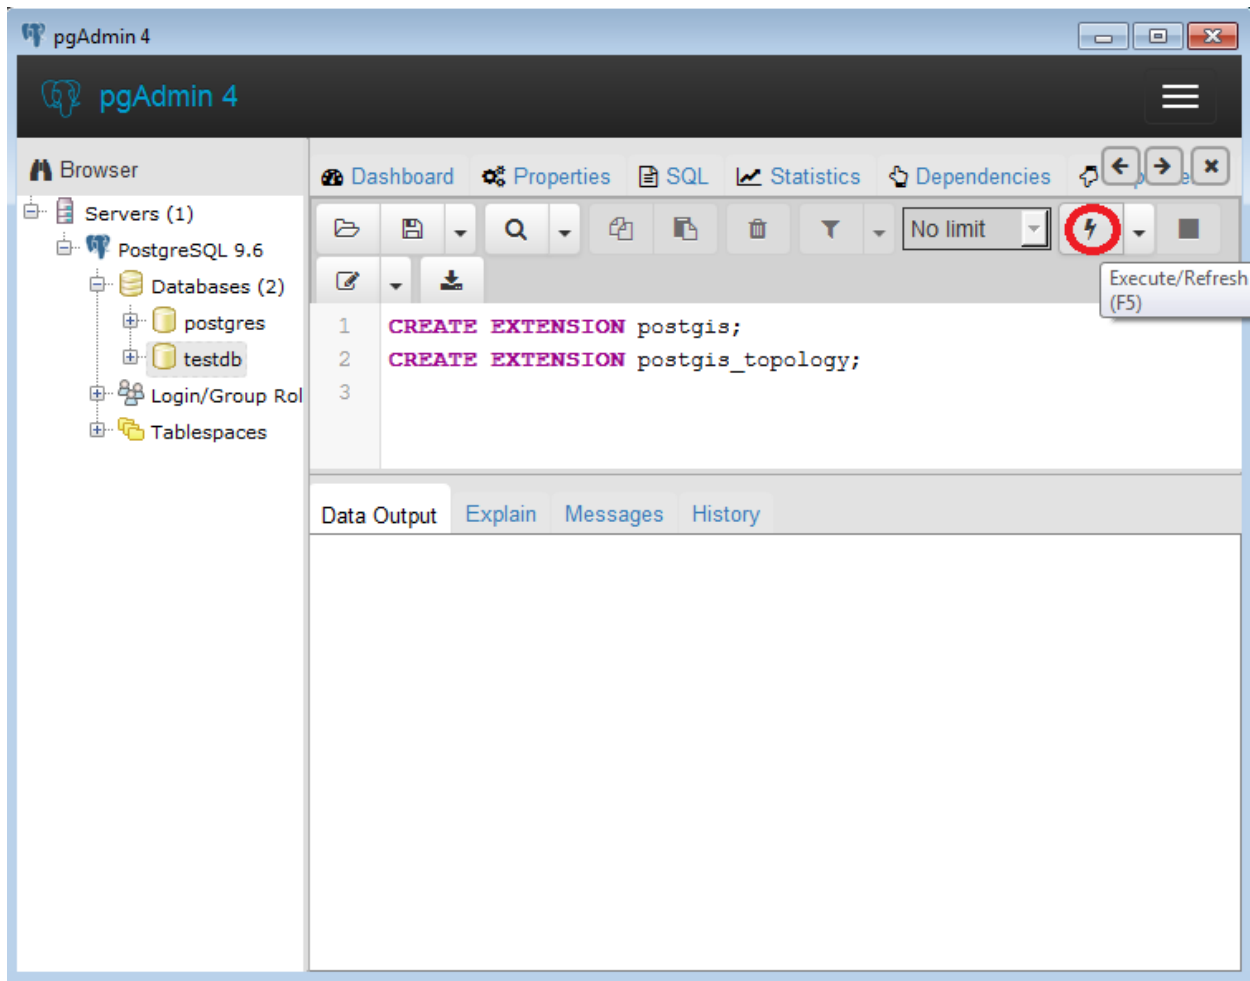 pgAdmin 4
pgAdmin 4
Browser
Servers (1)
PostgreSQL 9.6
Databases (2)
postgres
testdb
Login/Group Rol
Tablespaces
Dashboard Properties SQL Statistics Dependencies
No limit
Execute/Refresh
(F5)
1 CREATE EXTENSION postgis;
2 CREATE EXTENSION postgis_topology;
3
Data Output Explain Messages History